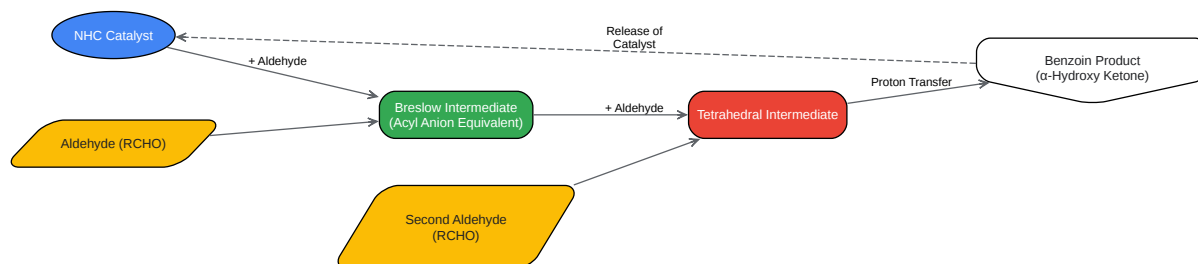 NHC Catalyst
Release of
Catalyst
+ Aldehyde
Benzoin Product
(α-Hydroxy Ketone)
Proton Transfer
Breslow Intermediate
(Acyl Anion Equivalent)
+ Aldehyde
Tetrahedral Intermediate
Aldehyde (RCHO)
Second Aldehyde
(RCHO)